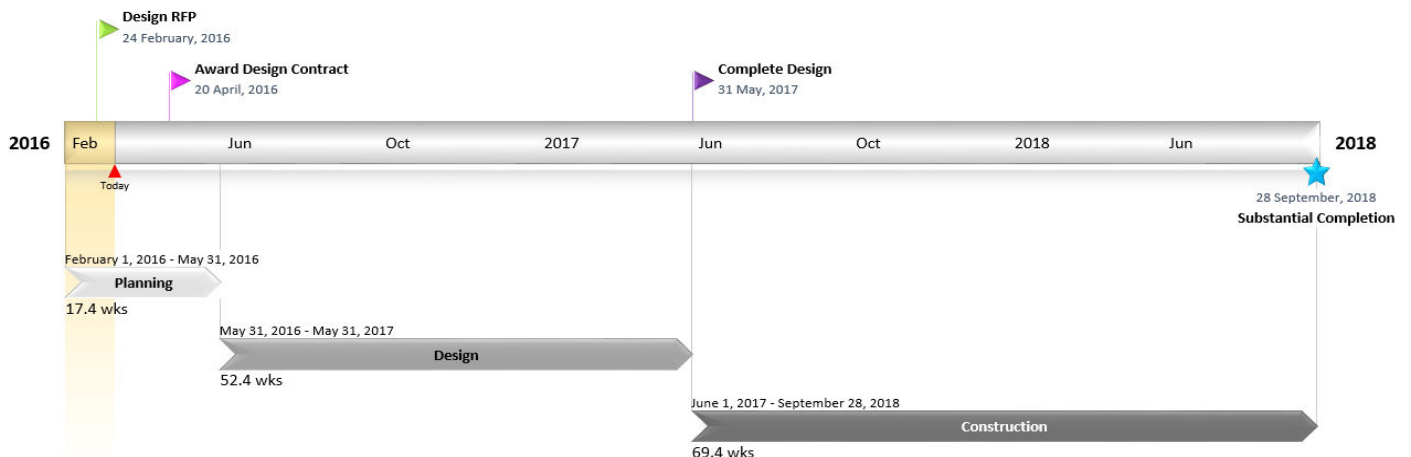 Design RFP
24 February, 2016
Award Design Contract
20 April, 2016
Complete Design
31 May, 2017
2016 Feb Jun Oct 2017 Jun Oct 2018 Jun 2018
Today
28 September, 2018
Substantial Completion
February 1, 2016 - May 31, 2016
Planning
17.4 wks
May 31, 2016 - May 31, 2017
Design
52.4 wks
June 1, 2017 - September 28, 2018
Construction
69.4 wks